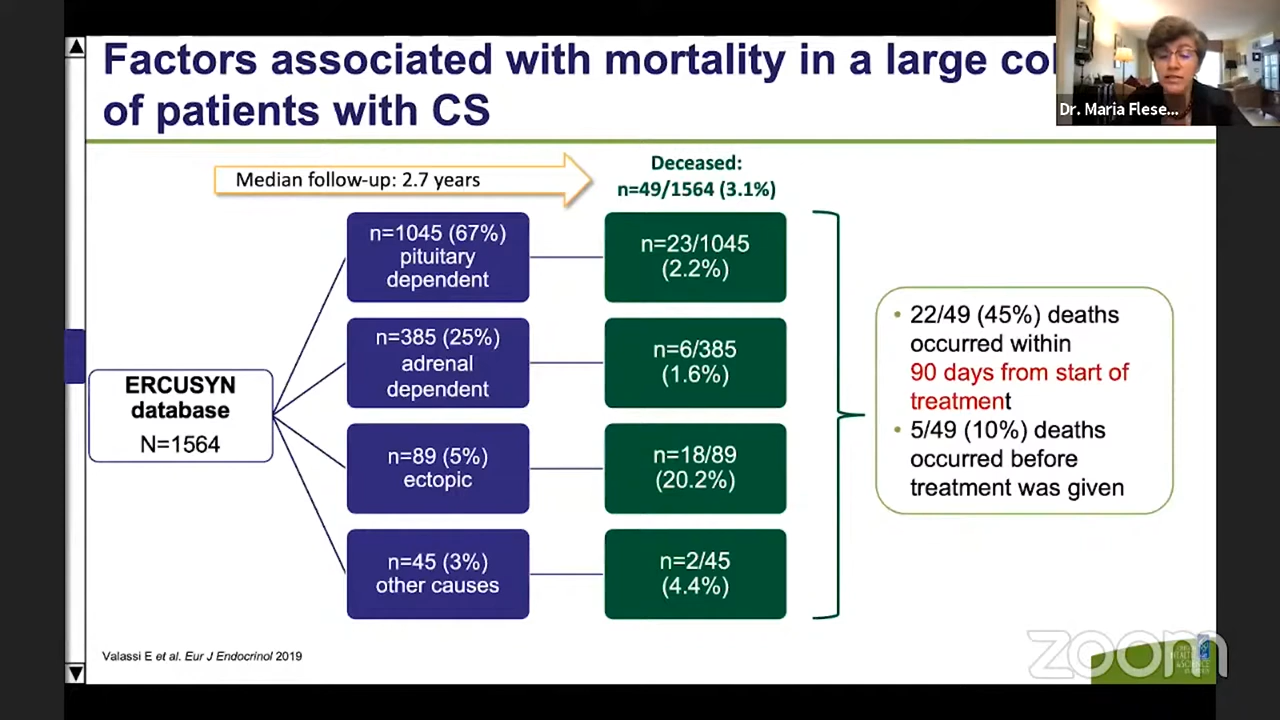 Factors associated with mortality in a large co
of patients with CS
Dr. Maria Flese...
Median follow-up: 2.7 years
Deceased:
n=49/1564 (3.1%)
n=1045 (67%)
pituitary
dependent
n=23/1045
(2.2%)
n=385 (25%)
adrenal
dependent
n=6/385
(1.6%)
ERCUSYN
database
N=1564
n=89 (5%)
ectopic
n=18/89
(20.2%)
n=45 (3%)
other causes
n=2/45
(4.4%)
• 22/49 (45%) deaths
occurred within
90 days from start of
treatment
• 5/49 (10%) deaths
occurred before
treatment was given
Valassi E et al. Eur J Endocrinol 2019
zoom